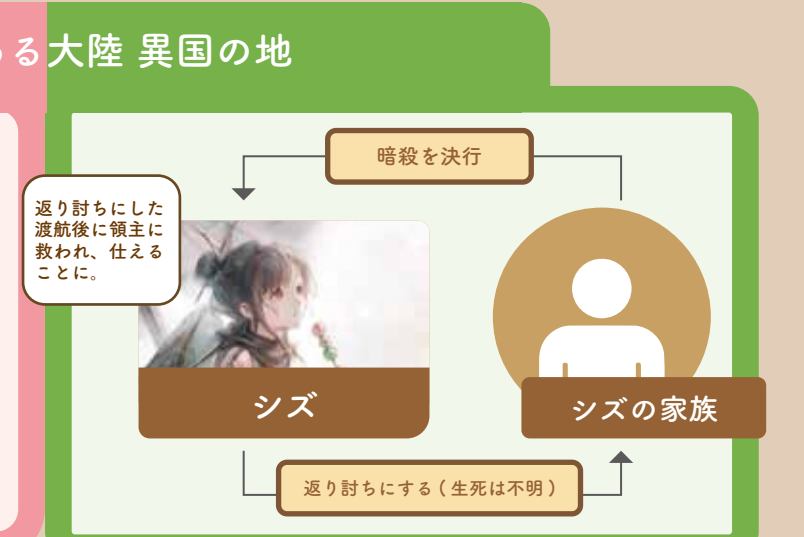 る大陸 異国の地
暗殺を決行
返り討ちにした
渡航後に領主に
救われ、仕える
ことに。
シズ
シズの家族
返り討ちにする(生死は不明)